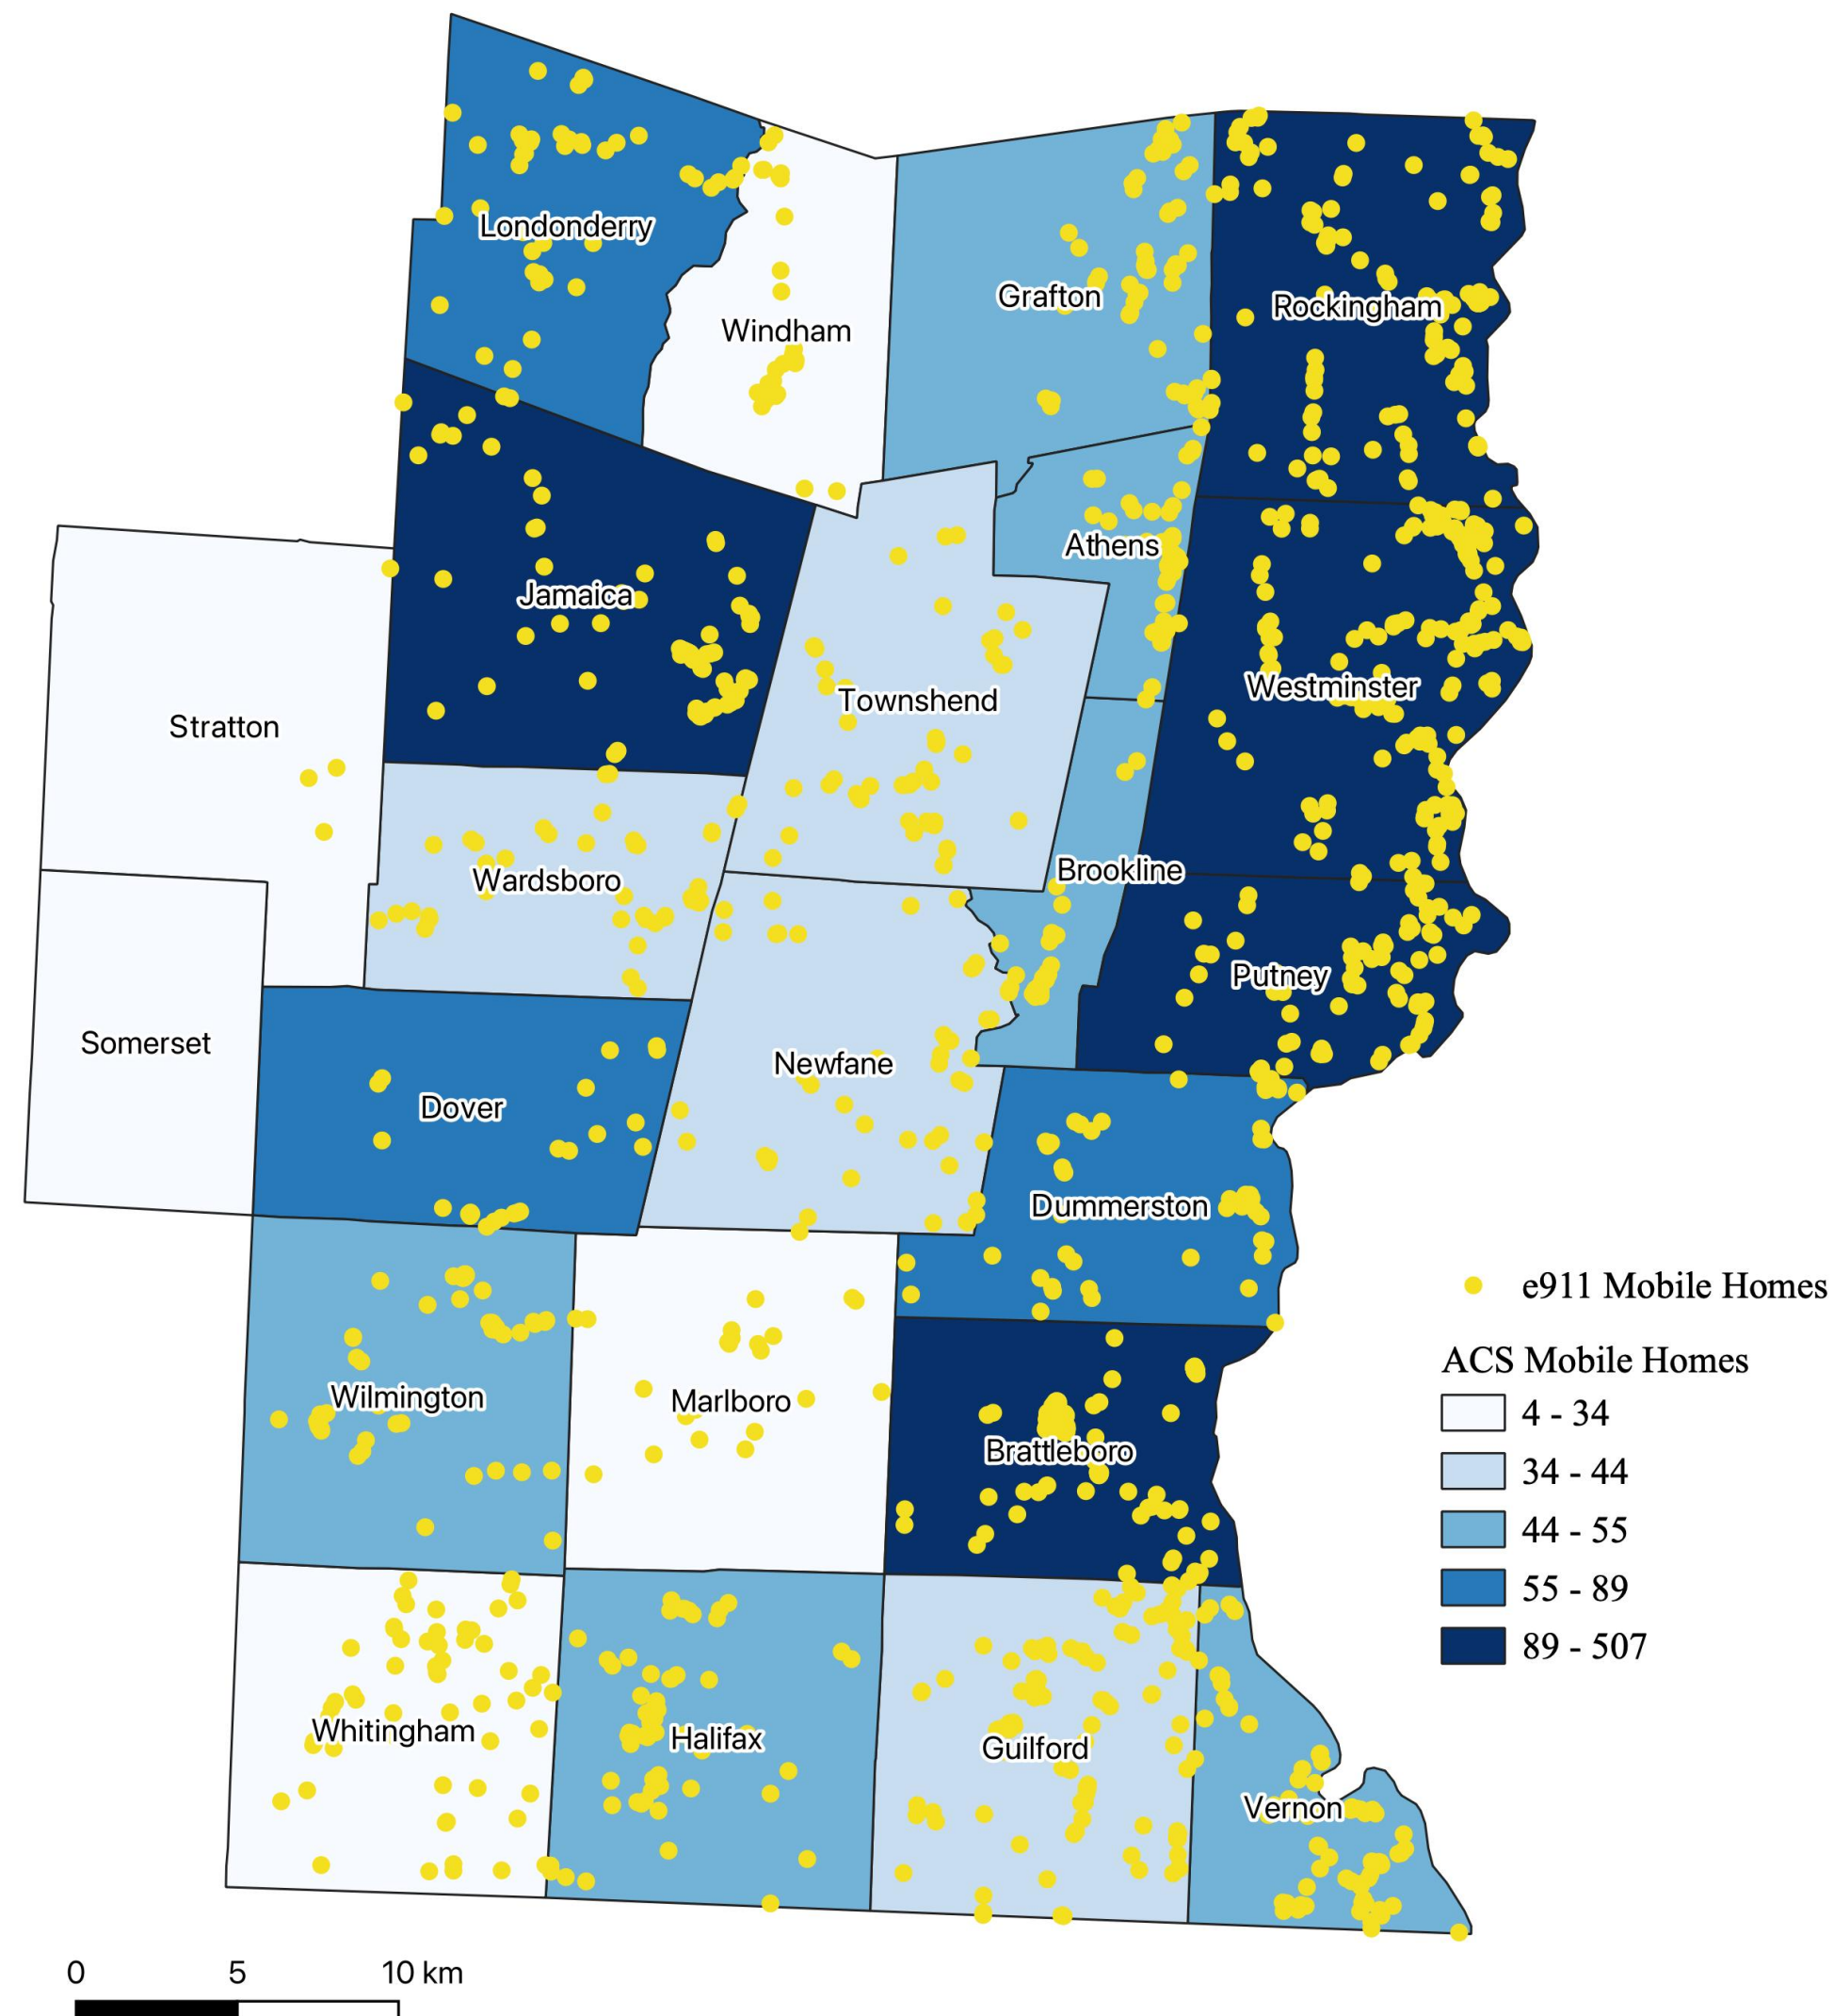 Londonderry
Grafton
Rockingham
Windham
Athens
Jamaica
Westminster
Townshend
Stratton
Brookline
Wardsboro
Putney
Somerset
Newfane
Dover
Dummerston
Wilmington
Marlboro
Brattleboro
Whitingham
Halifax
Guilford
Vernon
e911 Mobile Homes
ACS Mobile Homes
4 - 34
34 - 44
44 - 55
55 - 89
89 - 507
0 5 10 km